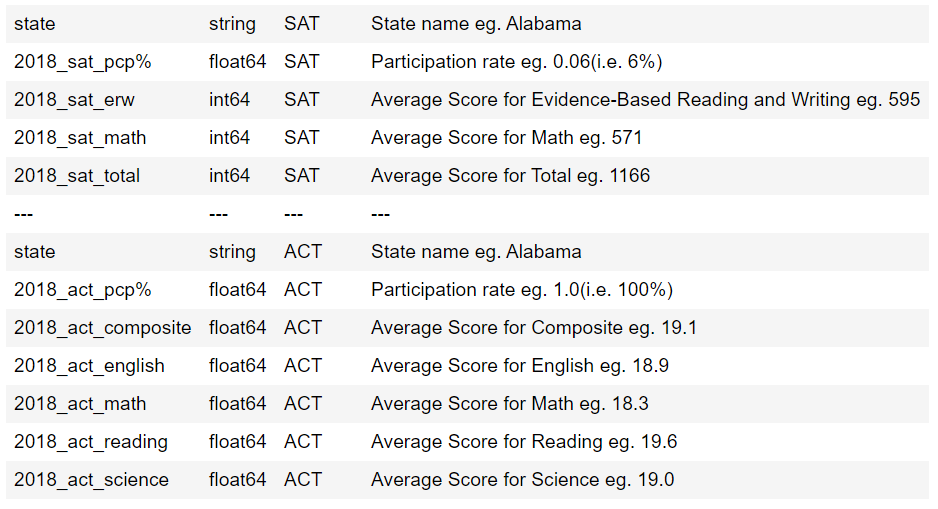 state string SAT State name eg. Alabama
2018_sat_pcp% float64 SAT Participation rate eg. 0.06(i.e. 6%)
2018_sat_erw int64 SAT Average Score for Evidence-Based Reading and Writing eg. 595
2018_sat_math int64 SAT Average Score for Math eg. 571
2018_sat_total int64 SAT Average Score for Total eg. 1166
--- --- --- ---
state string ACT State name eg. Alabama
2018_act_pcp% float64 ACT Participation rate eg. 1.0(i.e. 100%)
2018_act_composite float64 ACT Average Score for Composite eg. 19.1
2018_act_english float64 ACT Average Score for English eg. 18.9
2018_act_math float64 ACT Average Score for Math eg. 18.3
2018_act_reading float64 ACT Average Score for Reading eg. 19.6
2018_act_science float64 ACT Average Score for Science eg. 19.0